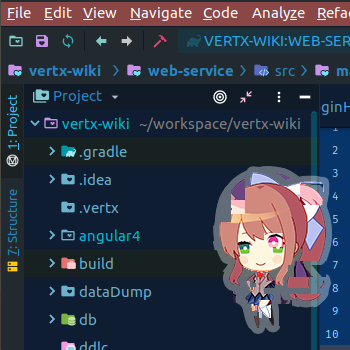 File Edit View Navigate Code Analyze Refa
VERTX-WIKI:WEB-SER
vertx-wiki web-service src m
1: Project
Project
vertx-wiki ~/workspace/vertx-wiki
.gradle
.idea
.vertx
angular4
build
dataDump
db
ddlc
7: Structure
ginH
1
2
3
4
5
6
7
8
9
10